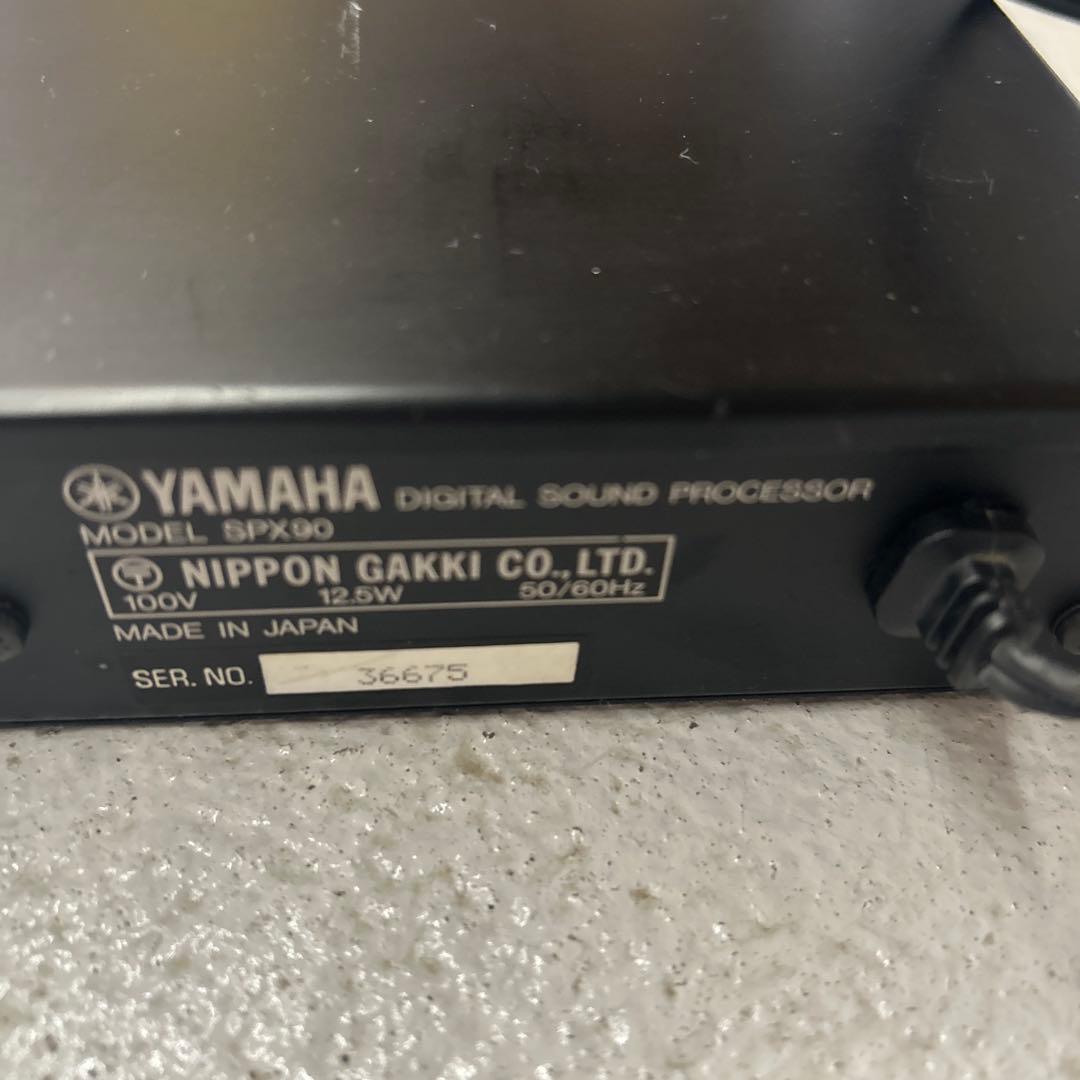 YAMAHA DIGITAL SOUND PROCESSOR
MODEL SPX90
NIPPON GAKKI CO., LTD.
100V 12.5W 50/60Hz
MADE IN JAPAN
SER. NO. 36675